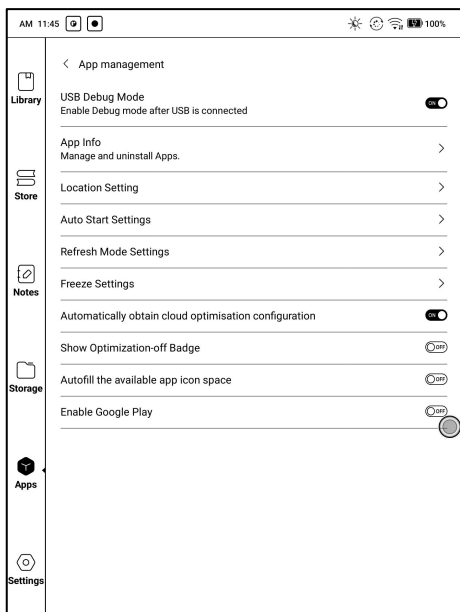 AM 11:45
100%
App management
Library
USB Debug Mode
ON
Enable Debug mode after USB is connected
App Info
Manage and uninstall Apps.
Store
Location Setting
Auto Start Settings
Refresh Mode Settings
Notes
Freeze Settings
Automatically obtain cloud optimisation configuration
ON
Show Optimization-off Badge
OFF
Storage
Autofill the available app icon space
OFF
Enable Google Play
OFF
Apps
Settings